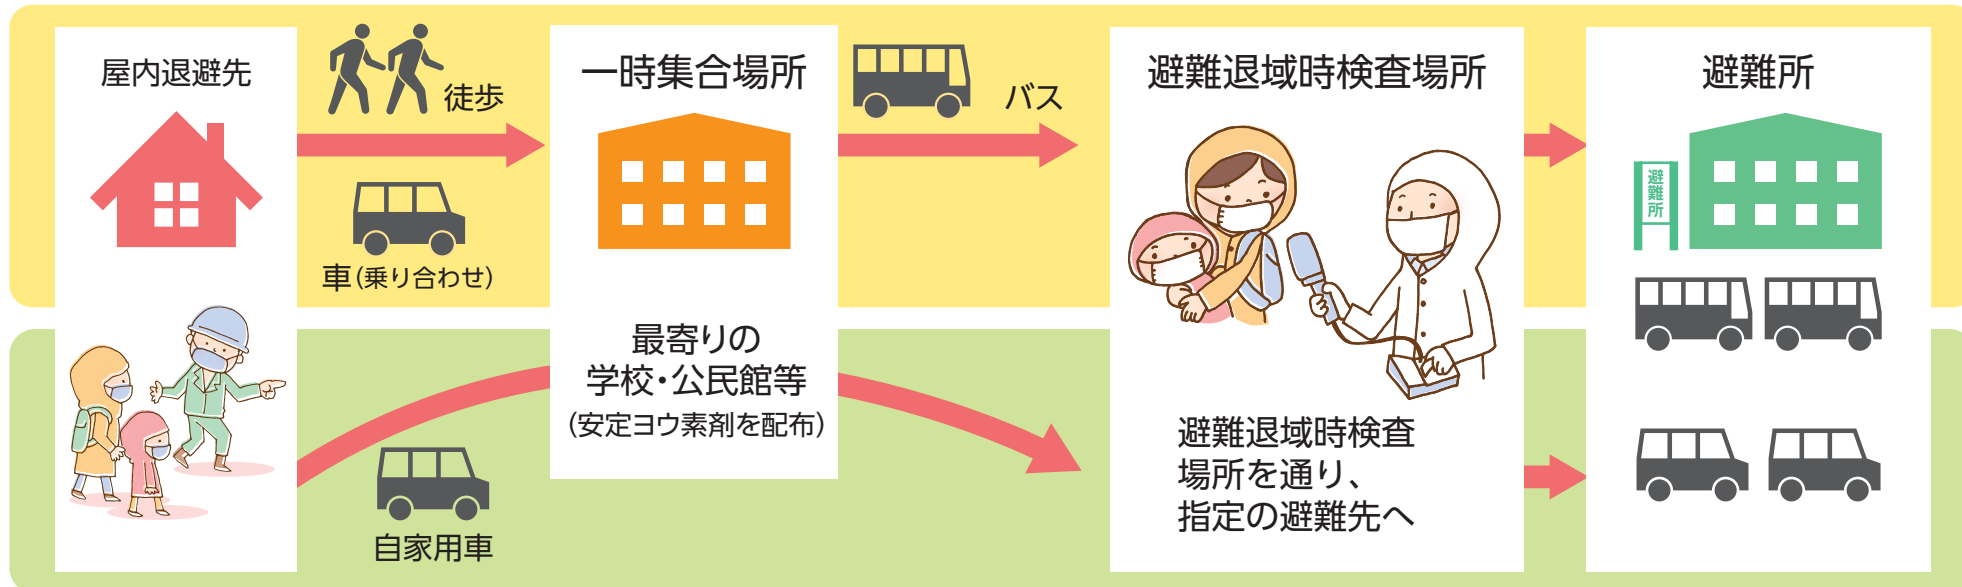 屋内退避先
徒歩
車(乗り合わせ)
一時集合場所
最寄りの
学校・公民館等
(安定ヨウ素剤を配布)
バス
自家用車
避難退域時検査場所
避難退域時検査
場所を通り、
指定の避難先へ
避難所
避難所